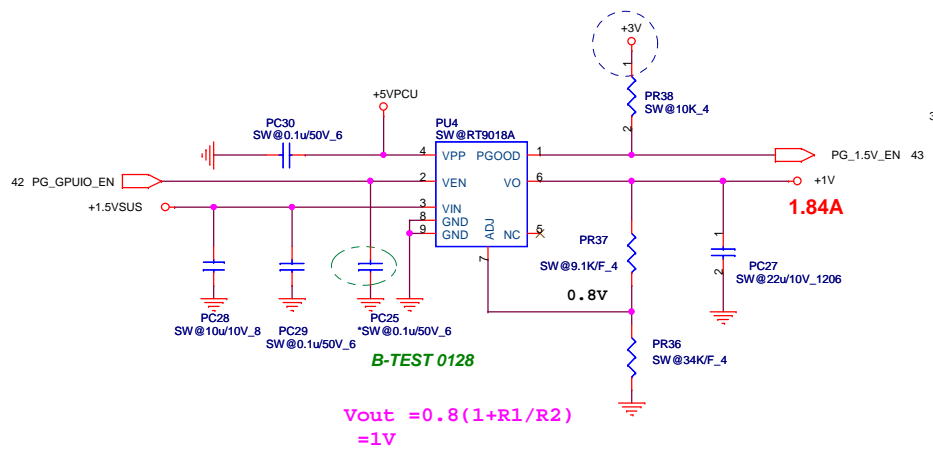 +3V
1
PR38
SW@10K_4
2
3
+5VPCU
PC30
SW@0.1u/50V_6
PU4
SW@RT9018A
4 VPP PGOOD 1
PG_1.5V_EN 43
42 PG_GPUIO_EN
2 VEN VO 6
+1V
1.84A
+1.5VSUS
3 VIN
8 GND
9 GND
ADJ
NC 5
7
PR37
SW@9.1K/F_4
0.8V
1
PC27
2
SW@22u/10V_1206
PC28
SW@10u/10V_8
PC29
SW@0.1u/50V_6
PC25
*SW@0.1u/50V_6
PR36
SW@34K/F_4
B-TEST 0128
Vout =0.8(1+R1/R2)
=1V